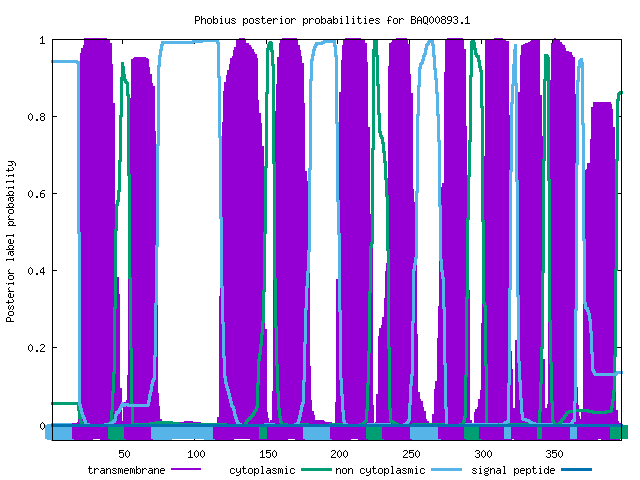 Phobius posterior probabilities for BAQ00893.1
1
0.8
0.6
0.4
0.2
0
Posterior label probability
50 100 150 200 250 300 350
transmembrane cytoplasmic non cytoplasmic signal peptide